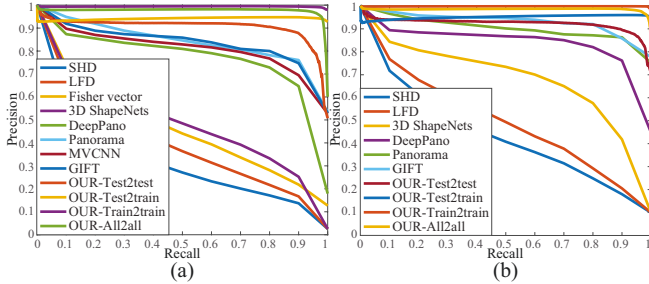 1
0.9
0.8
0.7
0.6
0.5
0.4
0.3
0.2
0.1
0
Precision
SHD
LFD
Fisher vector
3D ShapeNets
DeepPano
Panorama
MVCNN
GIFT
OUR-Test2test
OUR-Test2train
OUR-Train2train
OUR-All2all
0 0.1 0.2 0.3 0.4 0.5 0.6 0.7 0.8 0.9 1
Recall
(a)
1
0.9
0.8
0.7
0.6
0.5
0.4
0.3
0.2
0.1
0
Precision
SHD
LFD
3D ShapeNets
DeepPano
Panorama
GIFT
OUR-Test2test
OUR-Test2train
OUR-Train2train
OUR-All2all
0 0.1 0.2 0.3 0.4 0.5 0.6 0.7 0.8 0.9 1
Recall
(b)